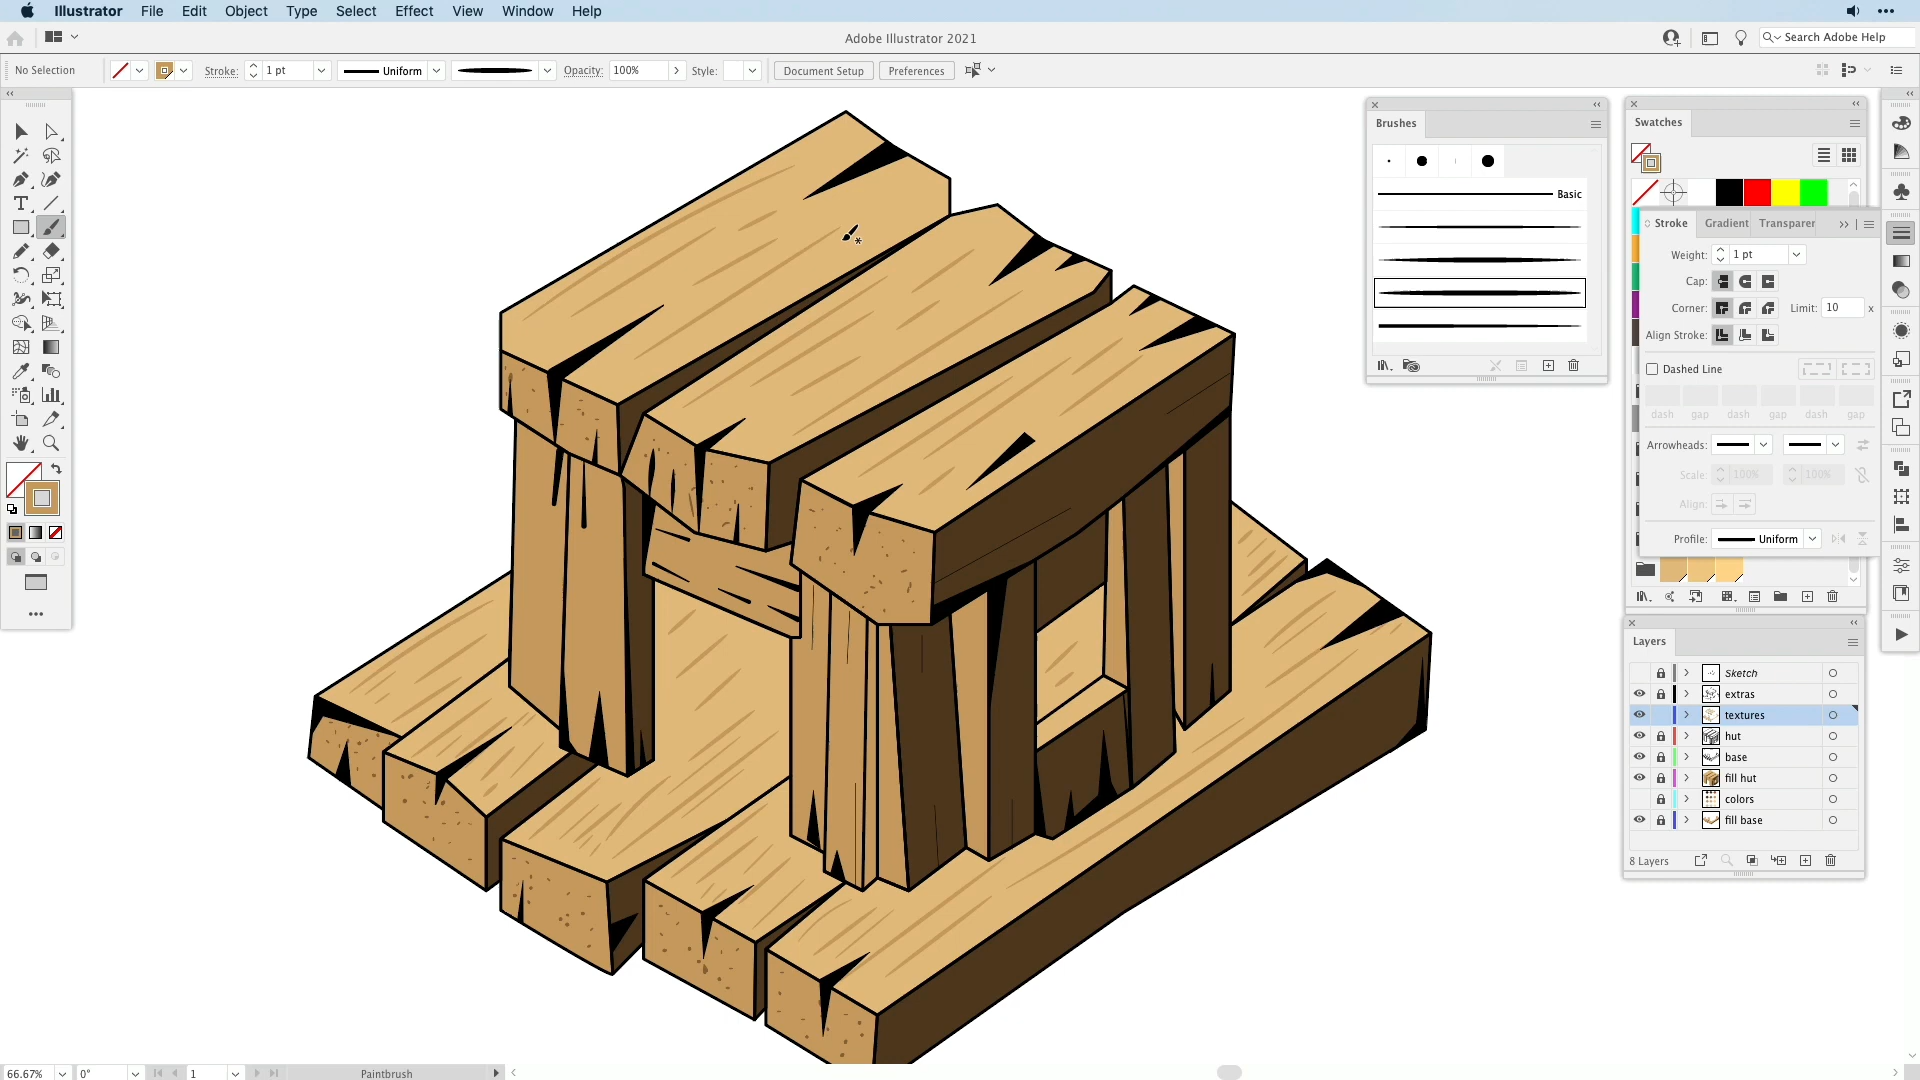 Illustrator File Edit Object Type Select Effect View Window Help
Adobe Illustrator 2021
Search Adobe Help
No Selection Stroke: 1 pt Uniform Opacity: 100% Style: Document Setup Preferences
Brushes
Basic
Swatches
Stroke Gradient Transparer
Weight: 1 pt
Cap:
Corner: Limit: 10 x
Align Stroke:
Dashed Line
dash gap dash gap dash gap
Arrowheads:
Scale: 100% 100%
Align:
Profile: Uniform
Layers
Sketch
extras
textures
hut
base
fill hut
colors
fill base
8 Layers
66.67% 0° 1 Paintbrush